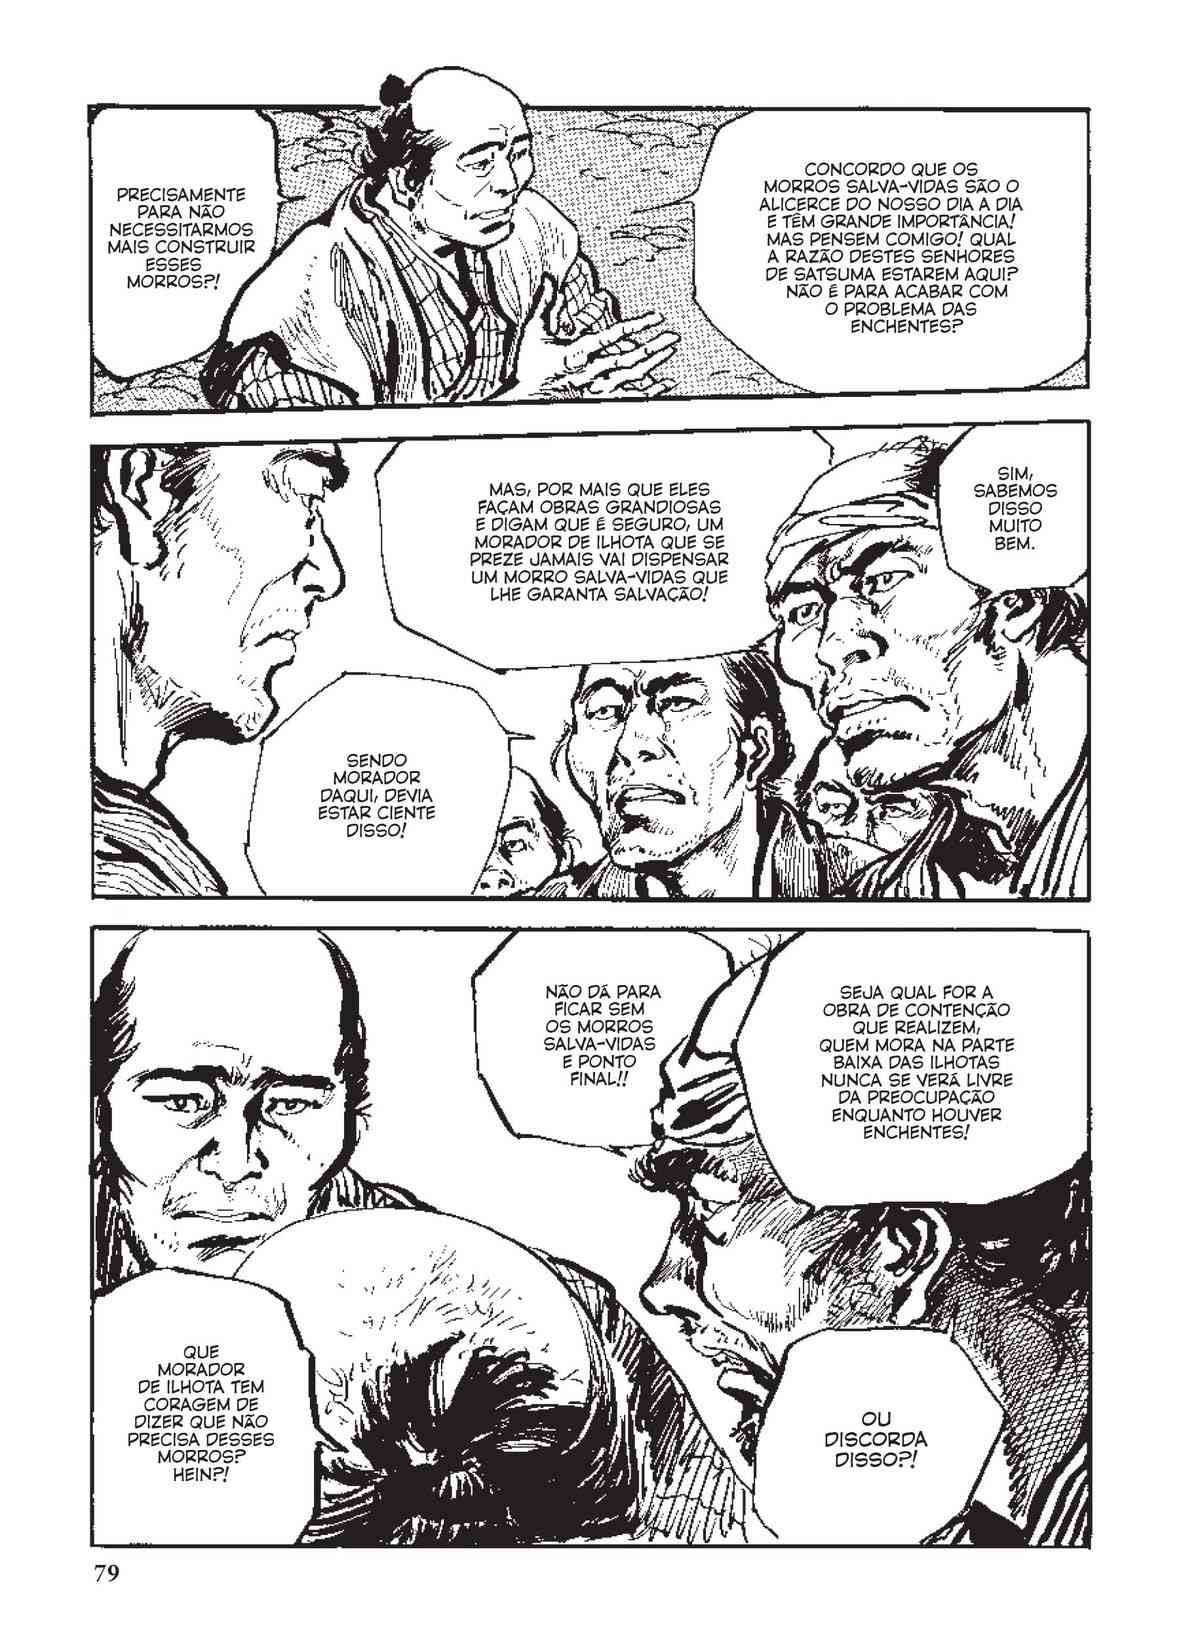 CONCORDO QUE OS
MORROS SALVA-VIDAS SÃO O
ALICERCE DO NOSSO DIA A DIA
E TÊM GRANDE IMPORTÂNCIA!
MAS PENSEM COMIGO! QUAL
A RAZÃO DESTES SENHORES
DE SATSUMA ESTAREM AQUI?
NÃO É PARA ACABAR COM
O PROBLEMA DAS
ENCHENTES?
PRECISAMENTE
PARA NÃO
NECESSITARMOS
MAIS CONSTRUIR
ESSES
MORROS?!
SIM,
SABEMOS
DISSO
MUITO
BEM.
MAS, POR MAIS QUE ELES
FAÇAM OBRAS GRANDIOSAS
E DIGAM QUE É SEGURO, UM
MORADOR DE ILHOTA QUE SE
PREZE JAMAIS VAI DISPENSAR
UM MORRO SALVA-VIDAS QUE
LHE GARANTA SALVAÇÃO!
SENDO
MORADOR
DAQUI, DEVIA
ESTAR CIENTE
DISSO!
SEJA QUAL FOR A
OBRA DE CONTENÇÃO
QUE REALIZEM,
QUEM MORA NA PARTE
BAIXA DAS ILHOTAS
NUNCA SE VERÁ LIVRE
DA PREOCUPAÇÃO
ENQUANTO HOUVER
ENCHENTES!
NÃO DÁ PARA
FICAR SEM
OS MORROS
SALVA-VIDAS
E PONTO
FINAL!!
OU
DISCORDA
DISSO?!
QUE
MORADOR
DE ILHOTA TEM
CORAGEM DE
DIZER QUE NÃO
PRECISA DESSES
MORROS?
HEIN?!
79